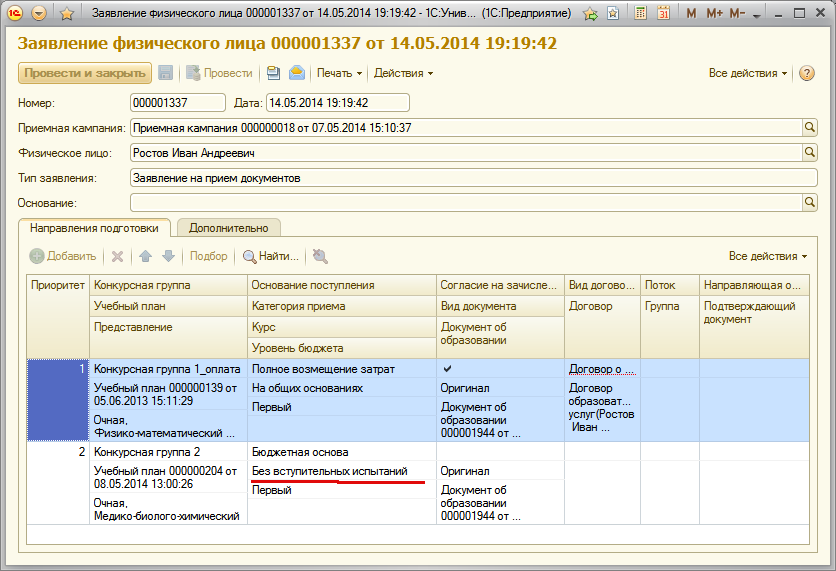 Заявление физического лица 000001337 от 14.05.2014 19:19:42 - 1С:Унив... (1С:Предприятие)
M M+ M-
Заявление физического лица 000001337 от 14.05.2014 19:19:42
Провести и закрыть Провести Печать Действия Все действия
Номер: 000001337 Дата: 14.05.2014 19:19:42
Приемная кампания: Приемная кампания 000000018 от 07.05.2014 15:10:37
Физическое лицо: Ростов Иван Андреевич
Тип заявления: Заявление на прием документов
Основание:
Направления подготовки Дополнительно
Добавить Подбор Найти... Все действия
Приоритет Конкурсная группа Основание поступления Согласие на зачисле... Вид догово... Поток Направляющая о...
Учебный план Категория приема Вид документа Договор Группа Подтверждающий документ
Представление Курс Документ об образовании
Уровень бюджета
1 Конкурсная группа 1_оплата Полное возмещение затрат Договор о ...
Учебный план 000000139 от 05.06.2013 15:11:29 На общих основаниях Оригинал Договор образоват... услуг(Ростов Иван ...
Очная, Физико-математический ... Первый Документ об образовании 000001944 от ...
2 Конкурсная группа 2 Бюджетная основа
Учебный план 000000204 от 08.05.2014 13:00:26 Без вступительных испытаний Оригинал
Очная, Медико-биолого-химический Первый Документ об образовании 000001944 от ...